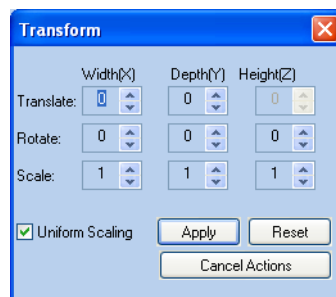 Transform
Width(X) Depth(Y) Height(Z)
Translate: 0 0 0
Rotate: 0 0 0
Scale: 1 1 1
Uniform Scaling Apply Reset
Cancel Actions